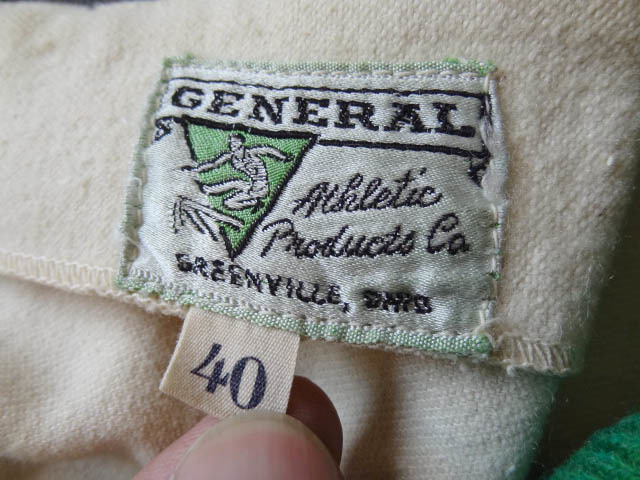 GENERAL
Athletic
Products Co
GREENVILLE, OHIO
40